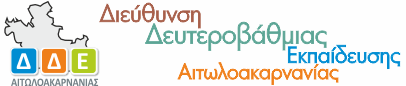 Δ.Δ.Ε
ΑΙΤΩΛΟΑΚΑΡΝΑΝΙΑΣ
Διεύθυνση
Δευτεροβάθμιας
Εκπαίδευσης
Αιτωλοακαρνανίας